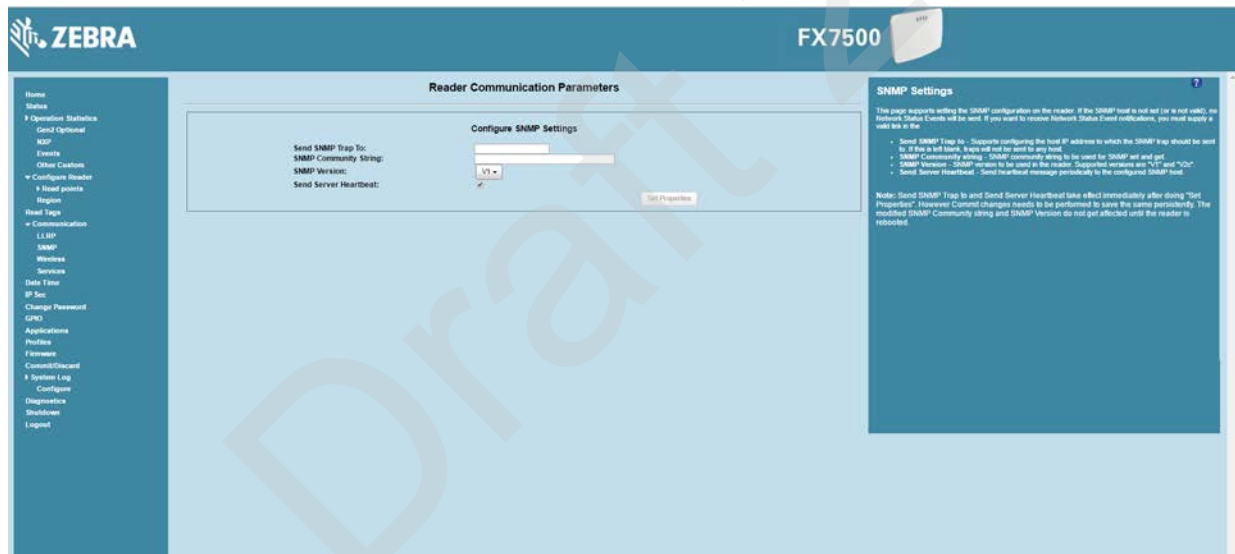 ZEBRA
FX7500
Home
Status
Operation Statistics
Gen2 Optional
NXP
Events
Other Custom
Configure Reader
Read points
Region
Read Tags
Communication
LLRP
SNMP
Wireless
Services
Date Time
IP Sec
Change Password
GPIO
Applications
Profiles
Firmware
Commit/Discard
System Log
Configure
Diagnostics
Shutdown
Logout
Reader Communication Parameters
Configure SNMP Settings
Send SNMP Trap To:
SNMP Community String:
SNMP Version:
V1
Send Server Heartbeat:
Set Properties
?
SNMP Settings
This page supports setting the SNMP configuration on the reader. If the SNMP host is not set (or is not valid), no
Network Status Events will be sent. If you want to receive Network Status Event notifications, you must supply a
valid link in the
Send SNMP Trap to - Supports configuring the host IP address to which the SNMP trap should be sent
to. If this is left blank, traps will not be sent to any host.
SNMP Community string - SNMP community string to be used for SNMP set and get.
SNMP Version - SNMP version to be used in the reader. Supported versions are "V1" and "V2c".
Send Server Heartbeat - Send heartbeat message periodically to the configured SNMP host.
Note: Send SNMP Trap to and Send Server Heartbeat take effect immediately after doing "Set
Properties". However Commit changes needs to be performed to save the same persistently. The
modified SNMP Community string and SNMP Version do not get affected until the reader is
rebooted.
Draft